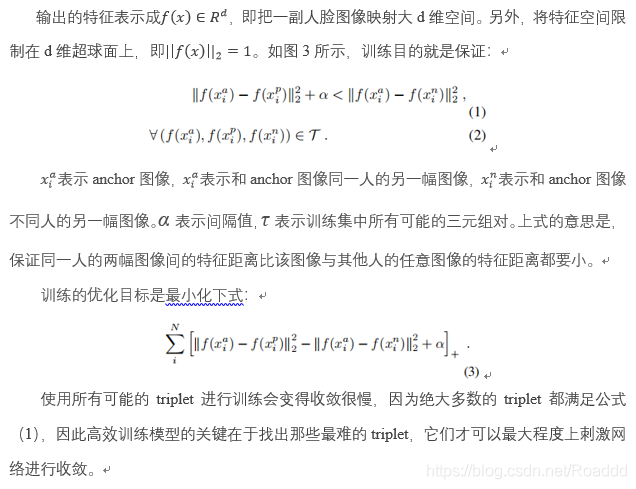 输出的特征表示成f(x) ∈ R^d，即把一副人脸图像映射大 d 维空间。另外，将特征空间限
制在 d 维超球面上，即||f(x)||_2 = 1。如图 3 所示，训练目的就是保证：
‖f(x_i^a) − f(x_i^p)‖_2^2 + α < ‖f(x_i^a) − f(x_i^n)‖_2^2 ,
(1)
∀ (f(x_i^a), f(x_i^p), f(x_i^n)) ∈ 𝒯 . (2)
x_i^a表示 anchor 图像, x_i^a表示和 anchor 图像同一人的另一幅图像, x_i^n表示和 anchor 图像
不同人的另一幅图像。α 表示间隔值, τ 表示训练集中所有可能的三元组对。上式的意思是，
保证同一人的两幅图像间的特征距离比该图像与其他人的任意图像的特征距离都要小。
训练的优化目标是最小化下式：
∑_i^N [‖f(x_i^a) − f(x_i^p)‖_2^2 − ‖f(x_i^a) − f(x_i^n)‖_2^2 + α]_+ .
(3)
使用所有可能的 triplet 进行训练会变得收敛很慢，因为绝大多数的 triplet 都满足公式
（1），因此高效训练模型的关键在于找出那些最难的 triplet，它们才可以最大程度上刺激网
络进行收敛。
https://blog.csdn.net/Roaddd